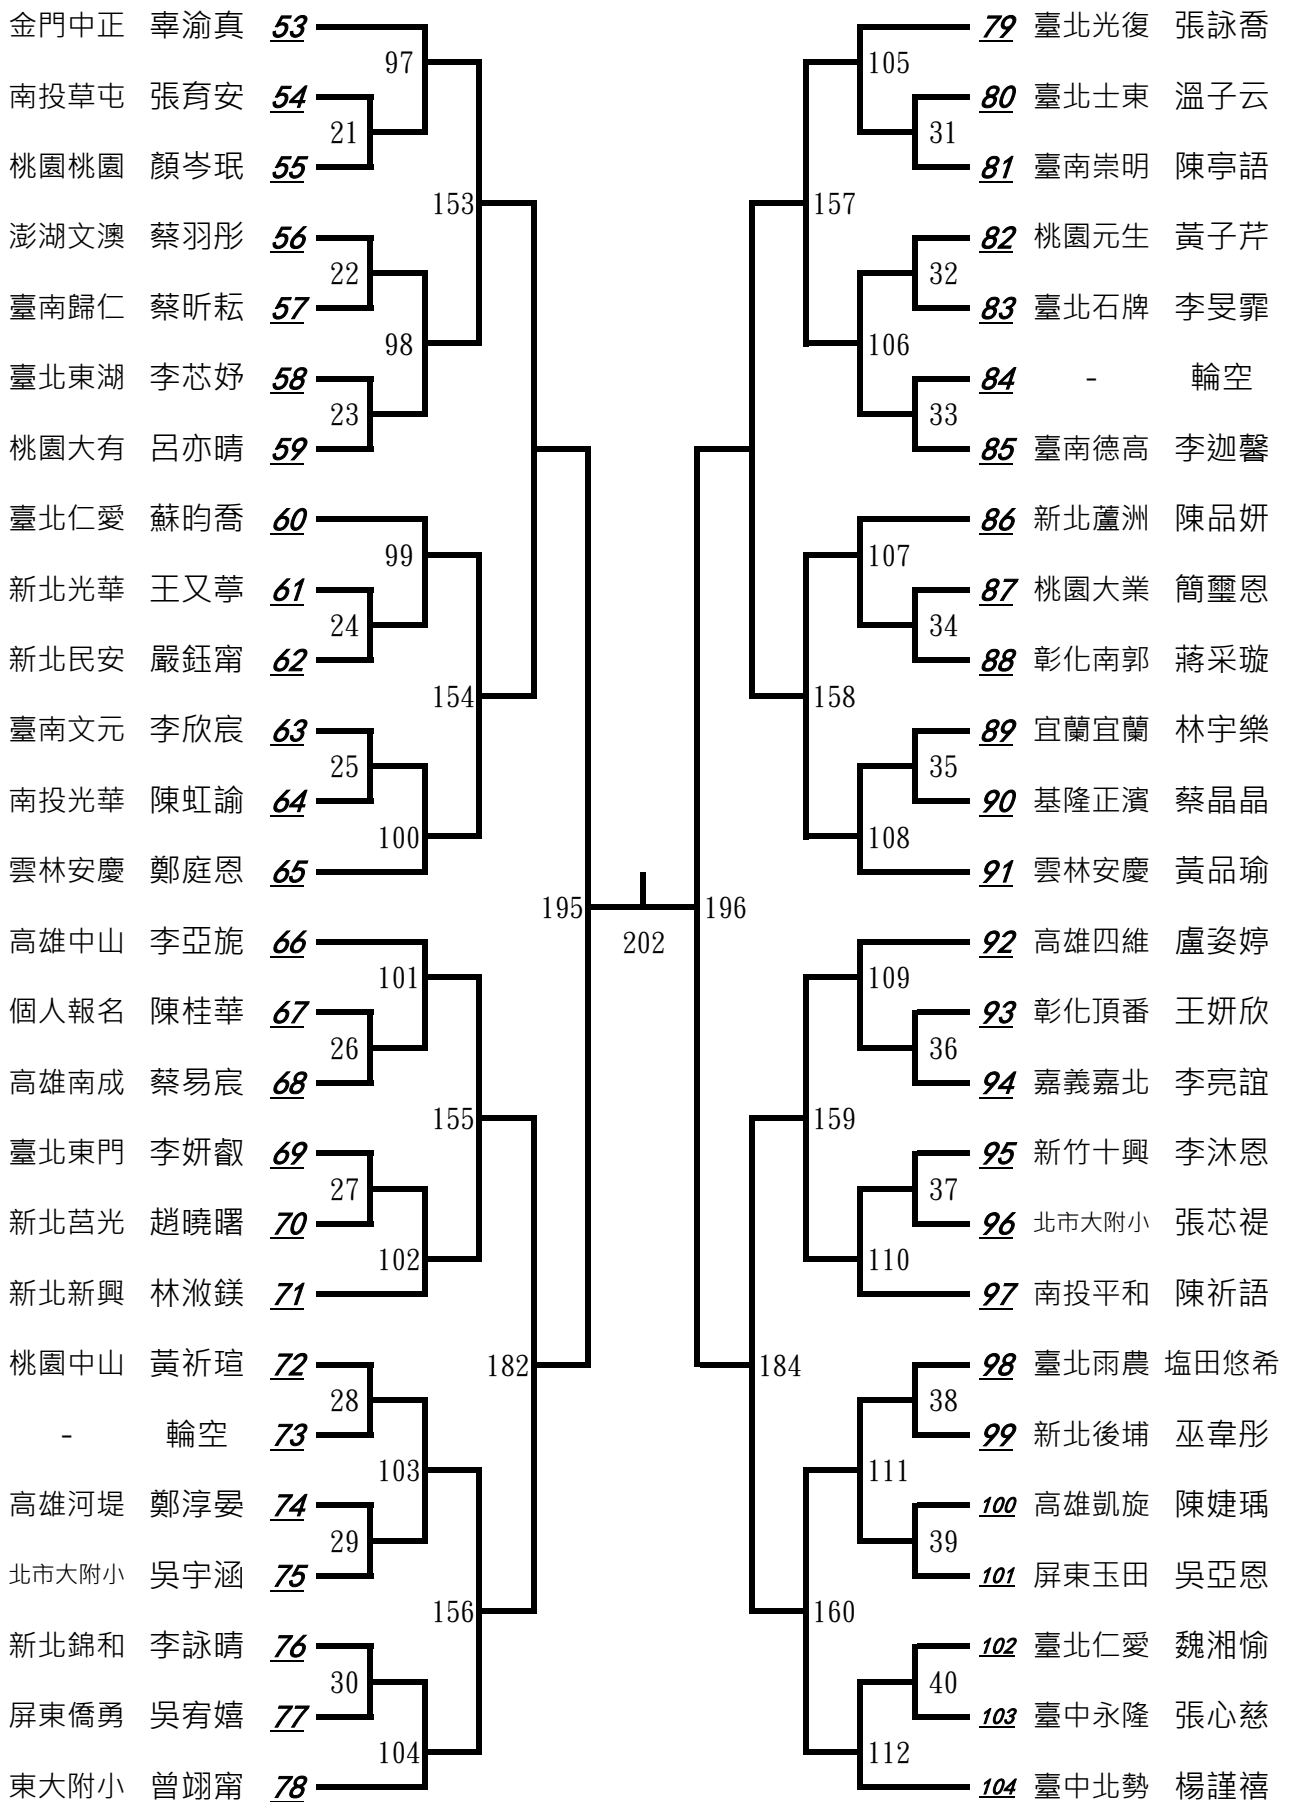 金門中正 辜渝真 53
97
南投草屯 張育安 54
21
桃園桃園 顏岑珉 55
153
澎湖文澳 蔡羽彤 56
22
臺南歸仁 蔡昕耘 57
98
臺北東湖 李芯妤 58
23
桃園大有 呂亦晴 59
臺北仁愛 蘇昀喬 60
99
新北光華 王又葶 61
24
新北民安 嚴鈺甯 62
154
臺南文元 李欣宸 63
25
南投光華 陳虹諭 64
100
雲林安慶 鄭庭恩 65
195
202
高雄中山 李亞旎 66
101
個人報名 陳桂華 67
26
高雄南成 蔡易宸 68
155
臺北東門 李妍叡 69
27
新北莒光 趙曉曙 70
102
新北新興 林潎鎂 71
182
桃園中山 黃祈瑄 72
28
- 輪空 73
103
高雄河堤 鄭淳晏 74
29
北市大附小 吳宇涵 75
156
新北錦和 李詠晴 76
30
屏東僑勇 吳宥嬉 77
104
東大附小 曾翊甯 78
79 臺北光復 張詠喬
105
80 臺北士東 溫子云
31
81 臺南崇明 陳亭語
157
82 桃園元生 黃子芹
32
83 臺北石牌 李旻霏
106
84 - 輪空
33
85 臺南德高 李迦馨
86 新北蘆洲 陳品妍
107
87 桃園大業 簡璽恩
34
88 彰化南郭 蔣采璇
158
89 宜蘭宜蘭 林宇樂
35
90 基隆正濱 蔡晶晶
108
91 雲林安慶 黃品瑜
196
92 高雄四維 盧姿婷
109
93 彰化頂番 王妍欣
36
94 嘉義嘉北 李亮誼
159
95 新竹十興 李沐恩
37
96 北市大附小 張芯禔
110
97 南投平和 陳祈語
184
98 臺北雨農 塩田悠希
38
99 新北後埔 巫韋彤
111
100 高雄凱旋 陳婕瑀
39
101 屏東玉田 吳亞恩
160
102 臺北仁愛 魏湘愉
40
103 臺中永隆 張心慈
112
104 臺中北勢 楊謹禧